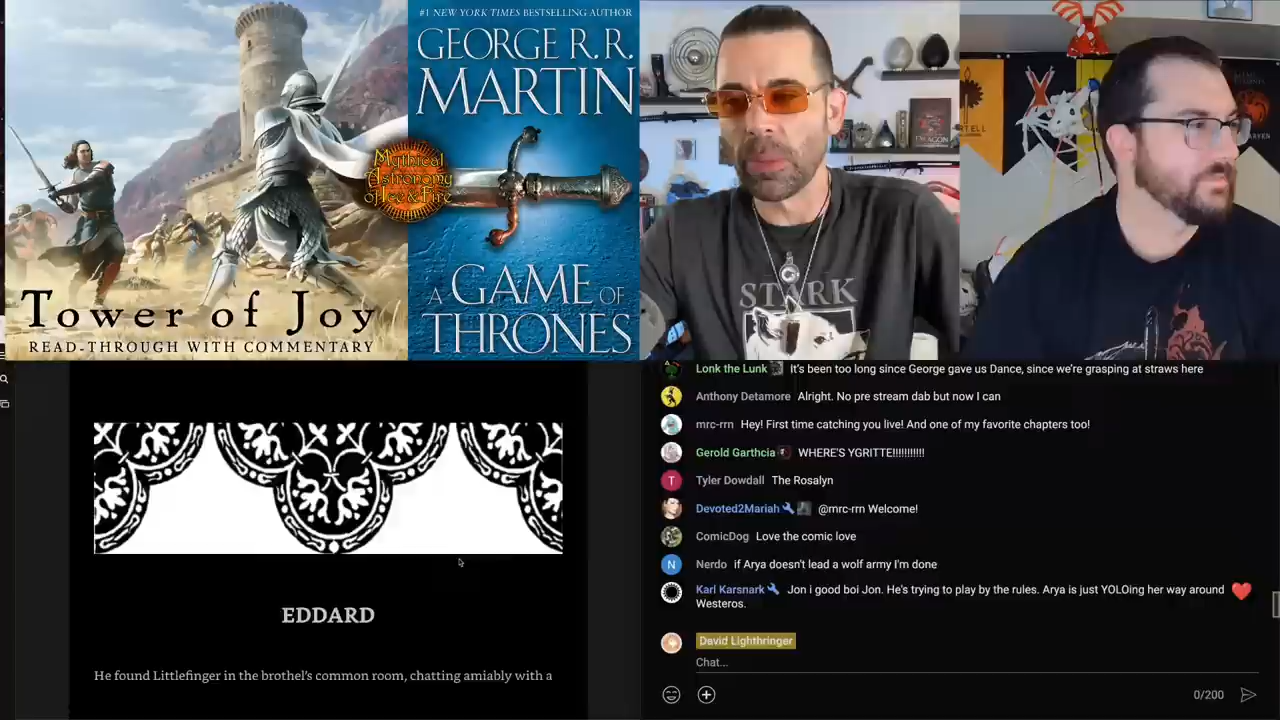 Tower of Joy
READ-THROUGH WITH COMMENTARY
Mythical
Astronomy
of Ice & Fire
#1 NEW YORK TIMES BESTSELLING AUTHOR
GEORGE R.R.
MARTIN
A GAME OF
THRONES
DRAGON
STARK
EDDARD
He found Littlefinger in the brothel's common room, chatting amiably with a
Lonk the Lunk It's been too long since George gave us Dance, since we're grasping at straws here
Anthony Detamore Alright. No pre stream dab but now I can
mrc-rrn Hey! First time catching you live! And one of my favorite chapters too!
Gerold Garthcia WHERE'S YGRITTE!!!!!!!!!!!
T Tyler Dowdall The Rosalyn
Devoted2Mariah @mrc-rrn Welcome!
ComicDog Love the comic love
N Nerdo if Arya doesn't lead a wolf army I'm done
Karl Karsnark Jon i good boi Jon. He's trying to play by the rules. Arya is just YOLOing her way around
Westeros.
David Lighthringer
Chat...
0/200